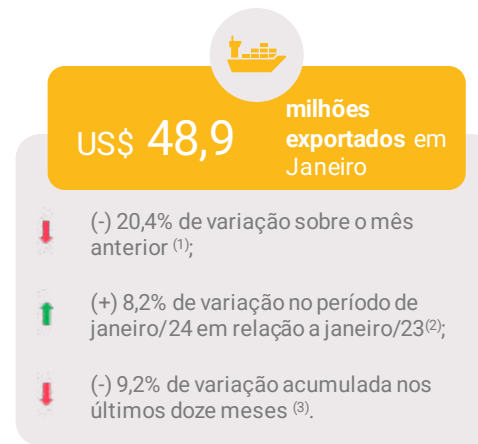 US$ 48,9
milhões
exportados em
Janeiro
(-) 20,4% de variação sobre o mês
anterior (1);
(+) 8,2% de variação no período de
janeiro/24 em relação a janeiro/23(2);
(-) 9,2% de variação acumulada nos
últimos doze meses (3).